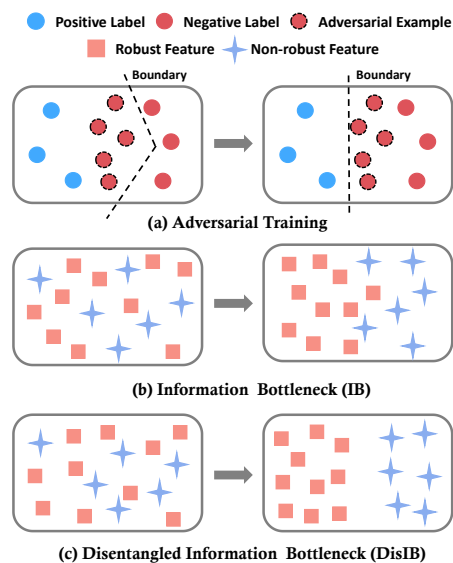 Positive Label Negative Label Adversarial Example
Robust Feature Non-robust Feature
Boundary Boundary
(a) Adversarial Training
(b) Information Bottleneck (IB)
(c) Disentangled Information Bottleneck (DisIB)